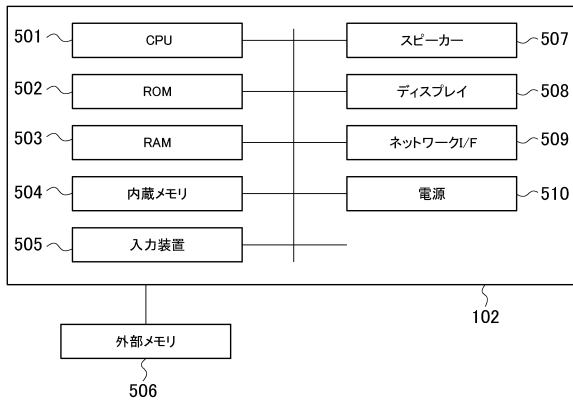 501
CPU
502
ROM
503
RAM
504
内蔵メモリ
505
入力装置
スピーカー
507
ディスプレイ
508
ネットワークI/F
509
電源
510
102
外部メモリ
506